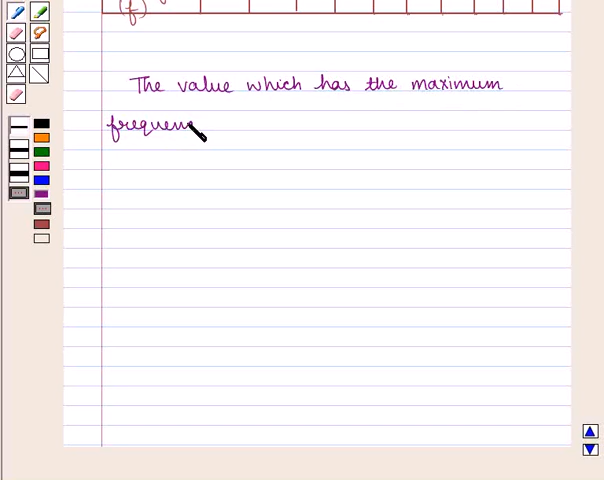 (f)
The value which has the maximum
frequen